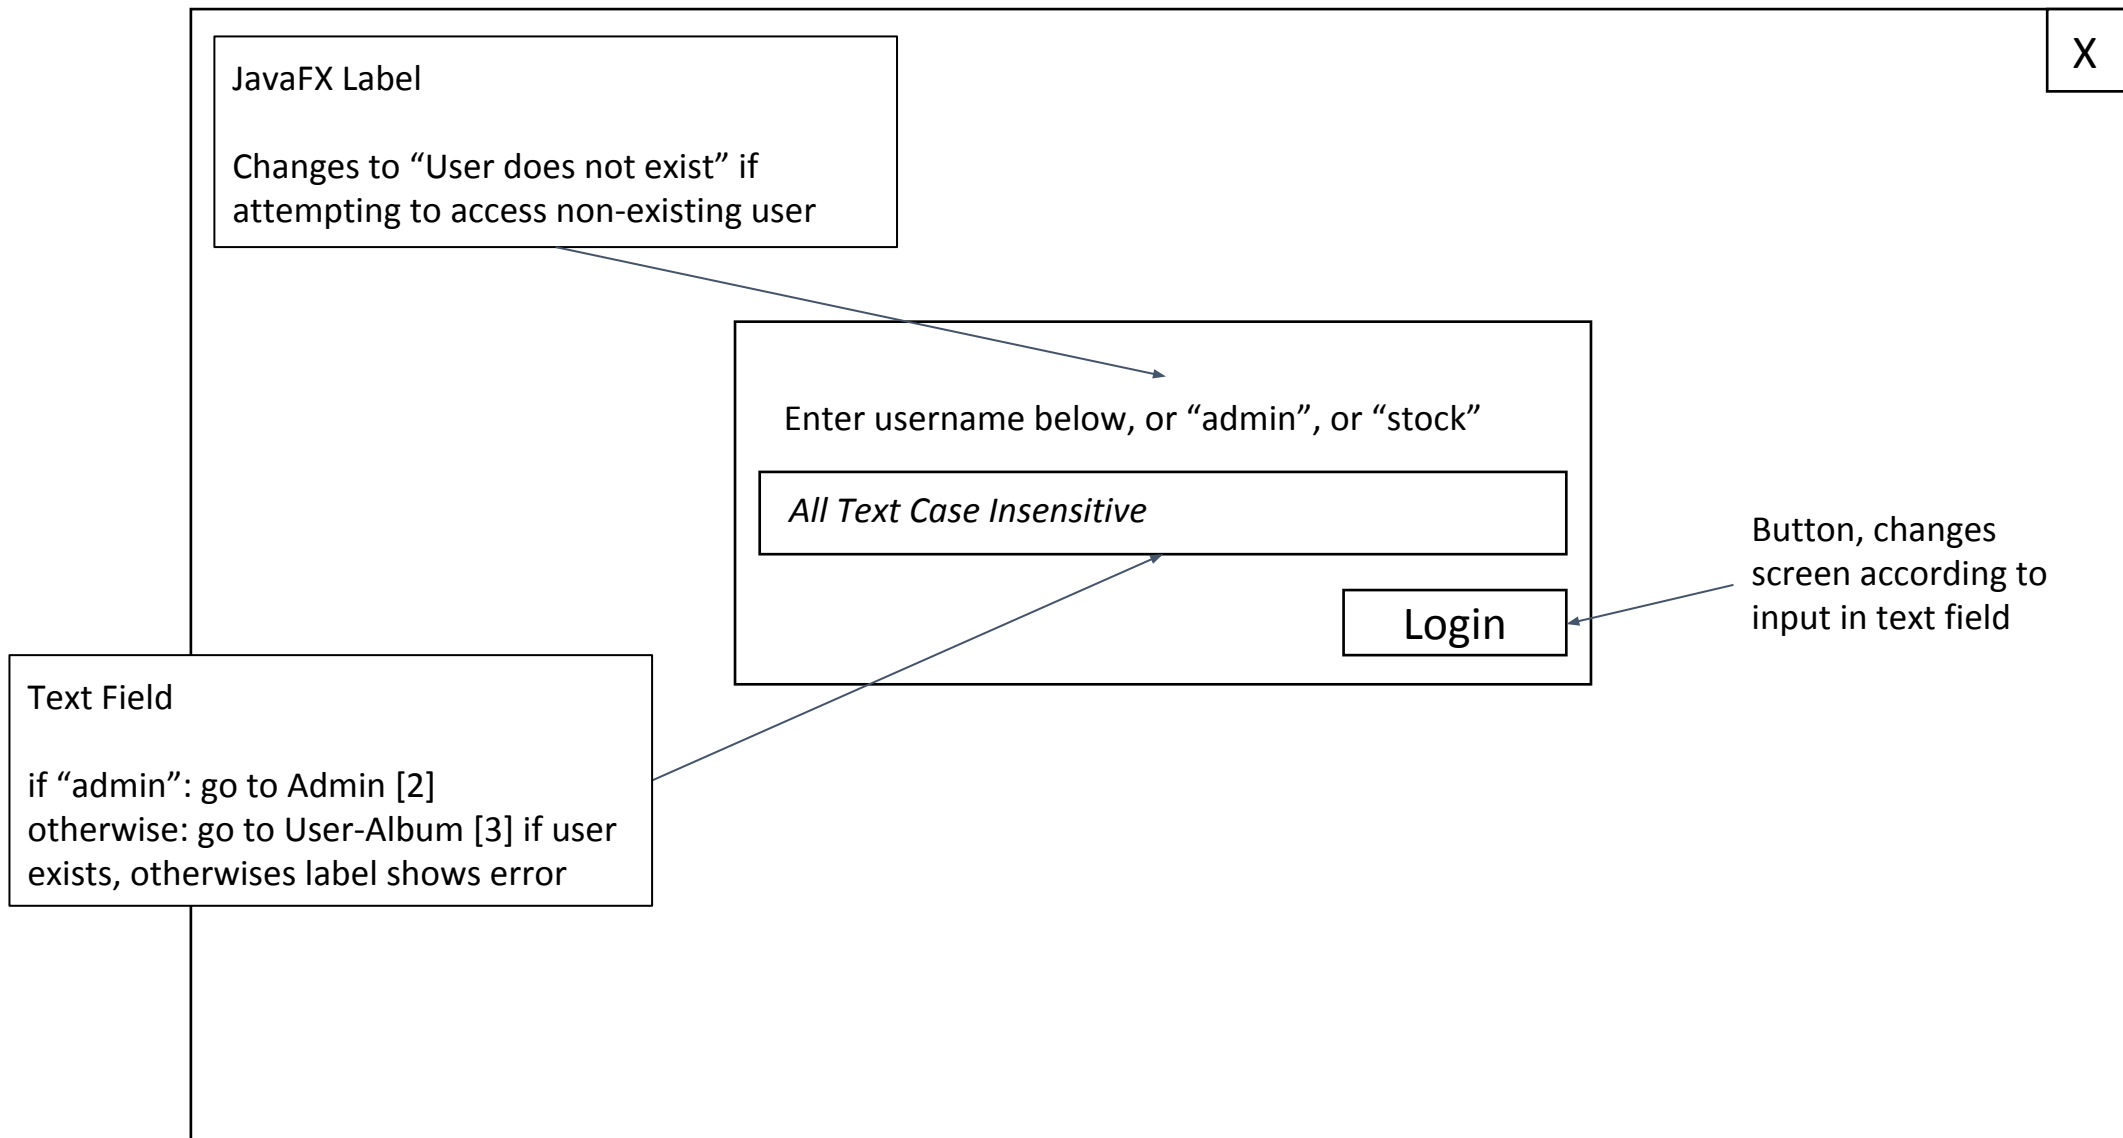 JavaFX Label
Changes to “User does not exist” if
attempting to access non-existing user
X
Enter username below, or “admin”, or “stock”
All Text Case Insensitive
Login
Button, changes
screen according to
input in text field
Text Field
if “admin”: go to Admin [2]
otherwise: go to User-Album [3] if user
exists, otherwises label shows error